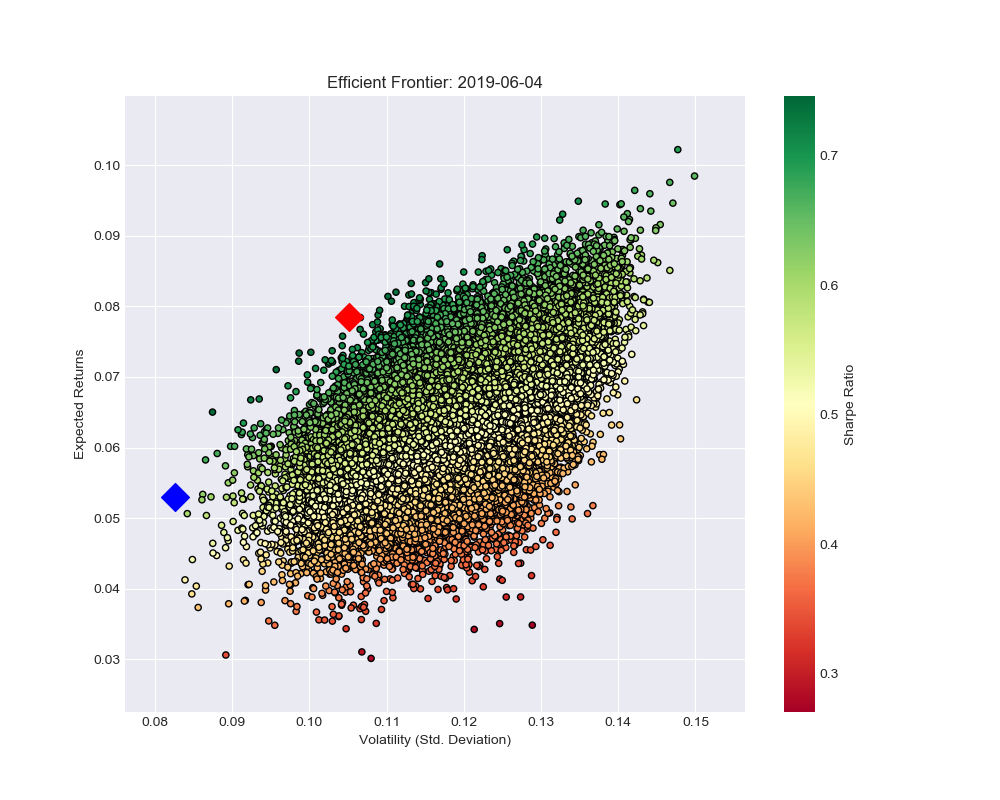 Efficient Frontier: 2019-06-04
Expected Returns
0.10
0.09
0.08
0.07
0.06
0.05
0.04
0.03
0.08 0.09 0.10 0.11 0.12 0.13 0.14 0.15
Volatility (Std. Deviation)
0.7
0.6
0.5
0.4
0.3
Sharpe Ratio